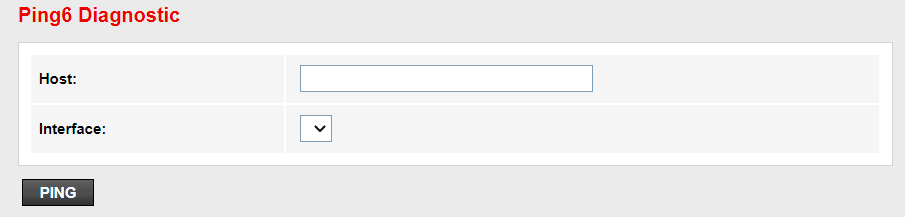 Ping6 Diagnostic
Host:
Interface:
PING